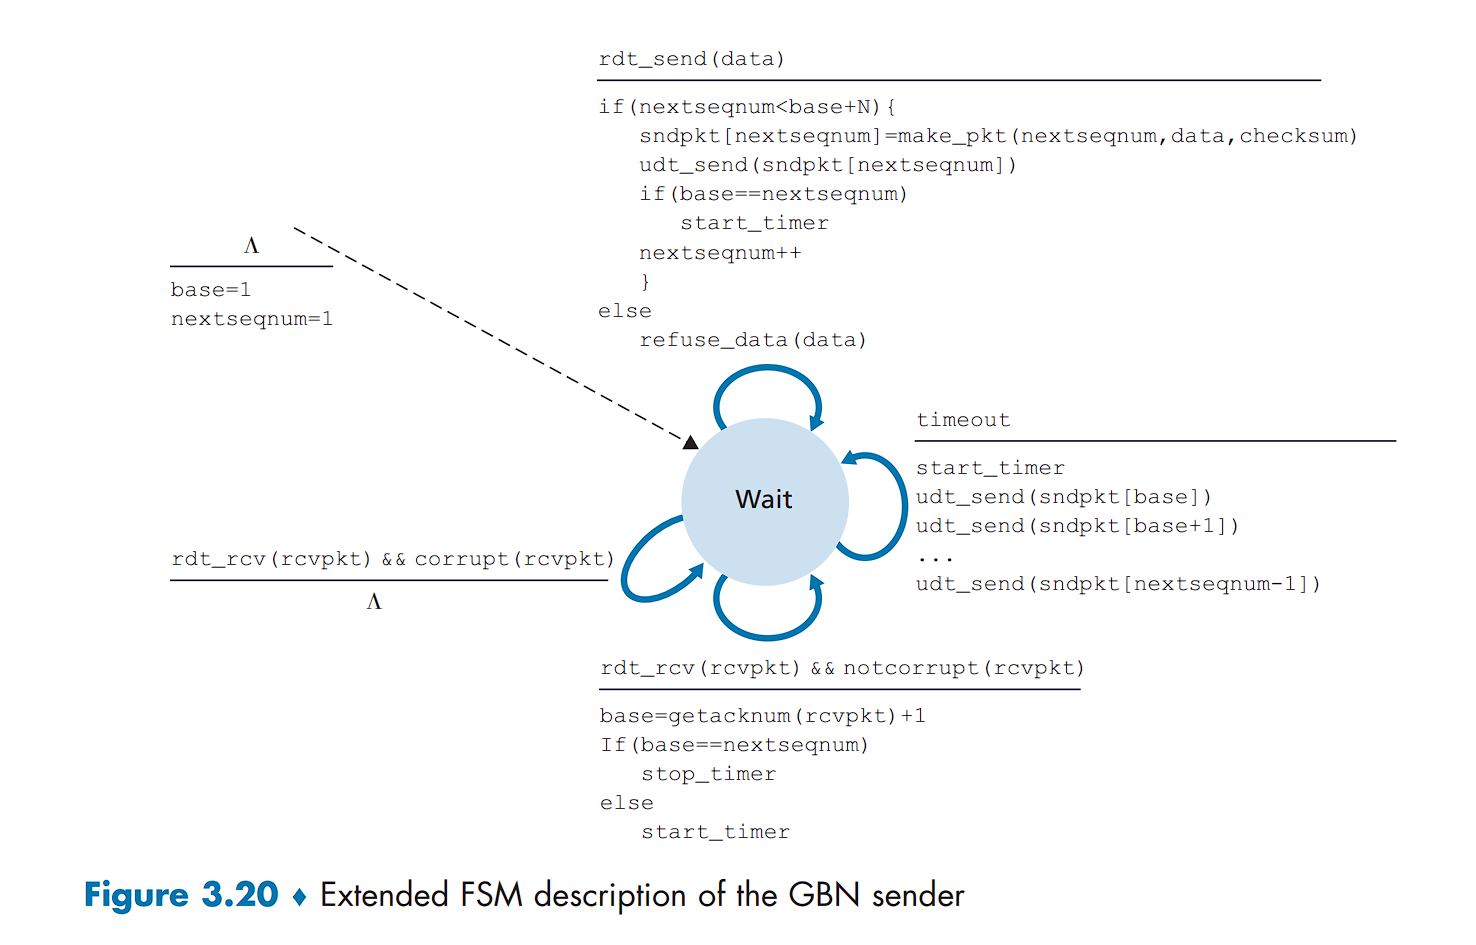 rdt_send(data)
if(nextseqnum<base+N){
sndpkt[nextseqnum]=make_pkt(nextseqnum,data,checksum)
udt_send(sndpkt[nextseqnum])
if(base==nextseqnum)
start_timer
nextseqnum++
}
else
refuse_data(data)
Λ
base=1
nextseqnum=1
Wait
timeout
start_timer
udt_send(sndpkt[base])
udt_send(sndpkt[base+1])
...
udt_send(sndpkt[nextseqnum-1])
rdt_rcv(rcvpkt) && corrupt(rcvpkt)
Λ
rdt_rcv(rcvpkt) && notcorrupt(rcvpkt)
base=getacknum(rcvpkt)+1
If(base==nextseqnum)
stop_timer
else
start_timer
Figure 3.20 ♦ Extended FSM description of the GBN sender